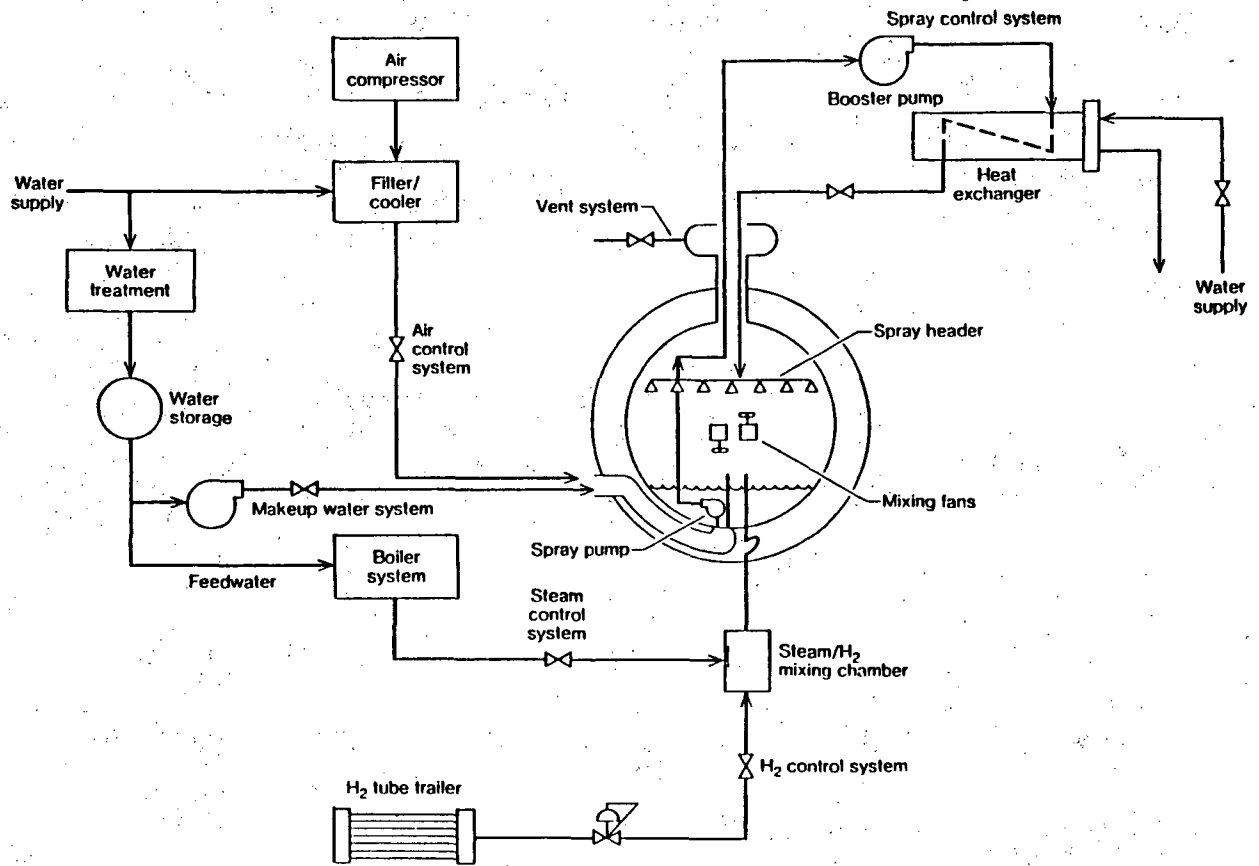 Spray control system
Air
compressor
Booster pump
Water
supply
Filter/
cooler
Heat
exchanger
Vent system
Water
treatment
Water
supply
Air
control
system
Spray header
Water
storage
Makeup water system
Mixing fans
Spray pump
Boiler
system
Feedwater
Steam
control
system
Steam/H₂
mixing chamber
H₂ control system
H₂ tube trailer